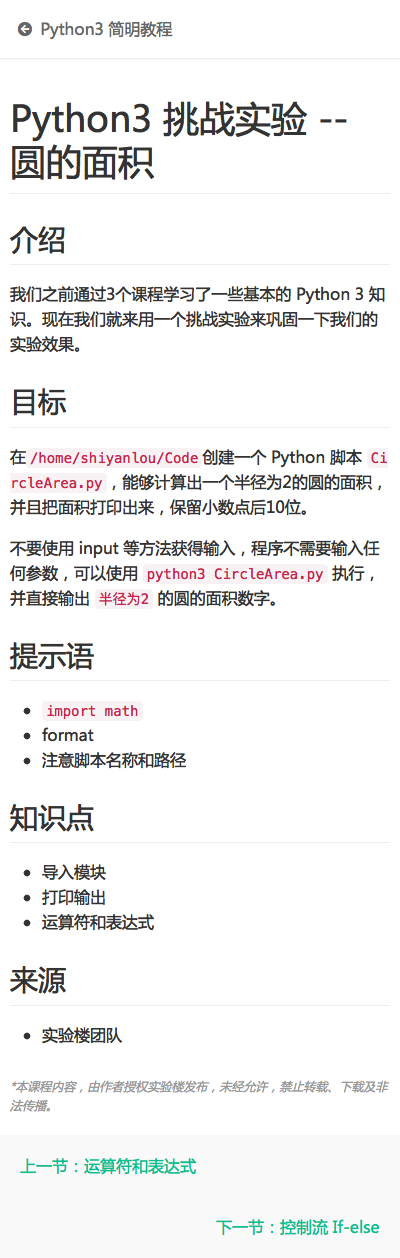 Python3 简明教程
Python3 挑战实验 --
圆的面积
介绍
我们之前通过3个课程学习了一些基本的 Python 3 知
识。现在我们就来用一个挑战实验来巩固一下我们的
实验效果。
目标
在 /home/shiyanlou/Code 创建一个 Python 脚本 Ci
rcleArea.py ，能够计算出一个半径为2的圆的面积，
并且把面积打印出来，保留小数点后10位。
不要使用 input 等方法获得输入，程序不需要输入任
何参数，可以使用 python3 CircleArea.py 执行，
并直接输出 半径为2 的圆的面积数字。
提示语
import math
format
注意脚本名称和路径
知识点
导入模块
打印输出
运算符和表达式
来源
实验楼团队
*本课程内容，由作者授权实验楼发布，未经允许，禁止转载、下载及非
法传播。
上一节：运算符和表达式
下一节：控制流 If-else